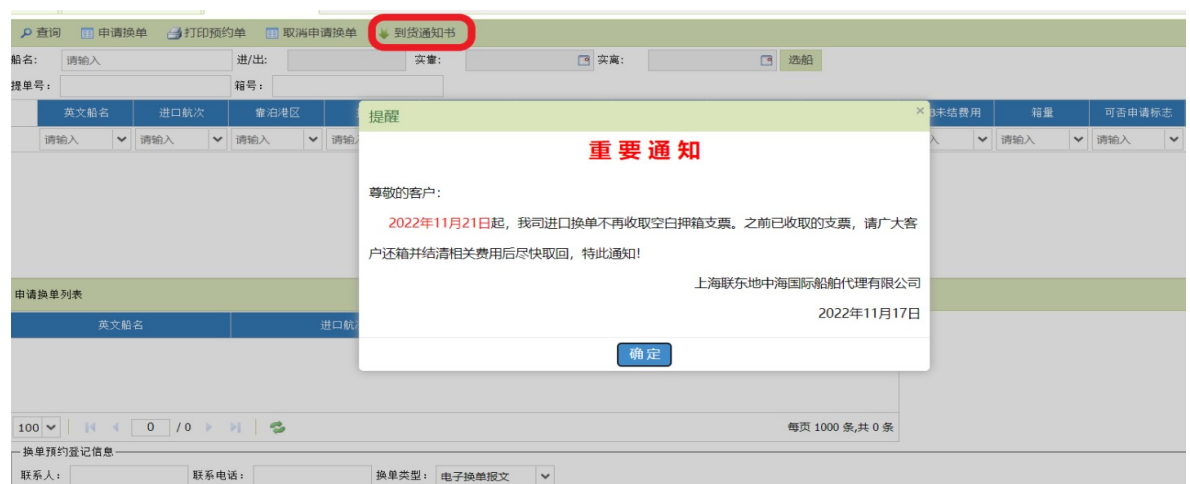 查询 申请换单 打印预约单 取消申请换单 到货通知书
船名： 请输入 进/出： 实靠： 实离： 选船
提单号： 箱号：
英文船名 进口航次 靠泊港区 未结费用 箱量 可否申请标志
请输入 请输入 请输入 请输 请输入 请输入
提醒 ×
重要通知
尊敬的客户：
2022年11月21日起，我司进口换单不再收取空白押箱支票。之前已收取的支票，请广大客
户还箱并结清相关费用后尽快取回，特此通知！
上海联东地中海国际船舶代理有限公司
2022年11月17日
确定
申请换单列表
英文船名 进口航
100 0 / 0 每页 1000 条,共 0 条
换单预约登记信息
联系人： 联系电话： 换单类型： 电子换单报文